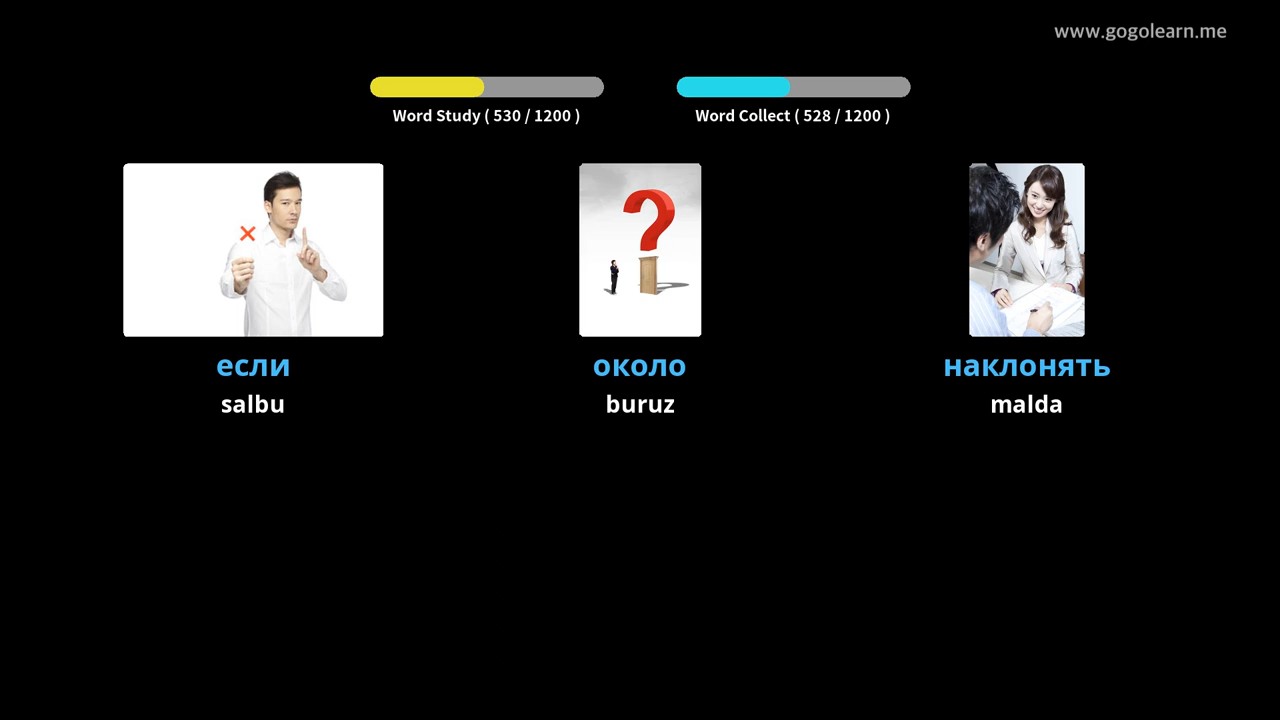 www.gogolearn.me
Word Study ( 530 / 1200 )
Word Collect ( 528 / 1200 )
если
salbu
около
buruz
наклонять
malda